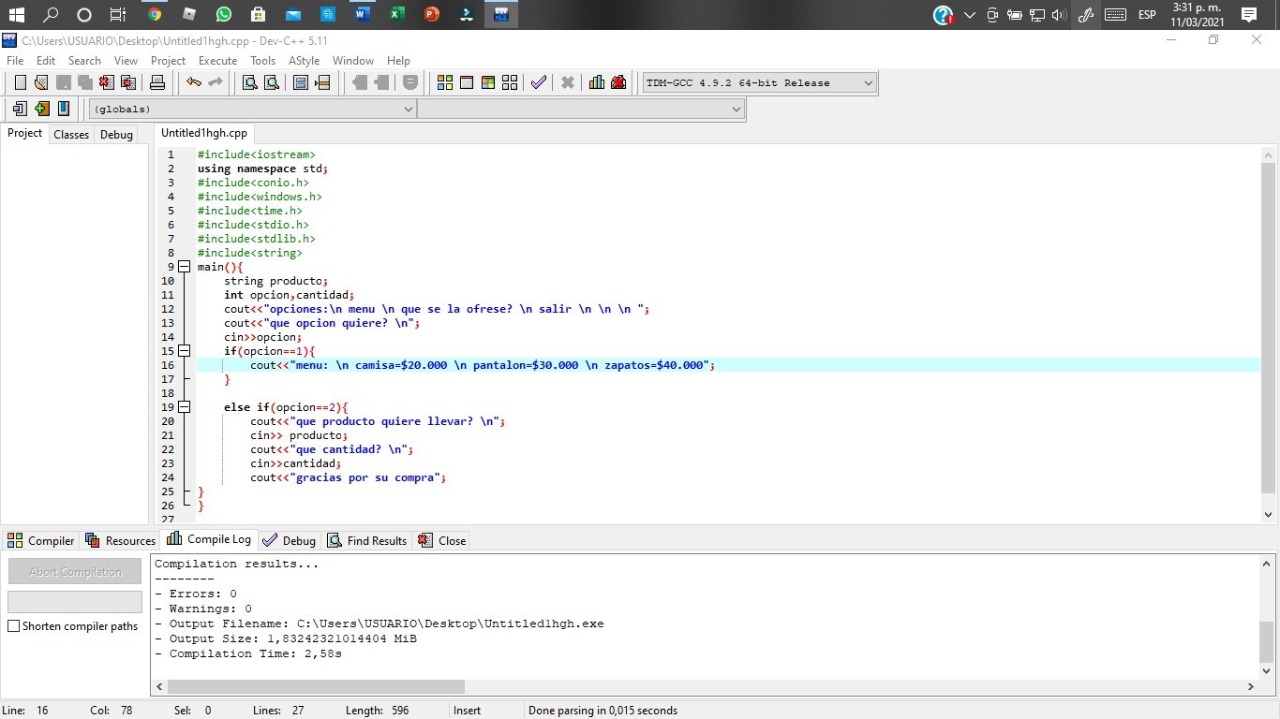 ESP
3:31 p. m.
11/03/2021
C:\Users\USUARIO\Desktop\Untitled1hgh.cpp - Dev-C++ 5.11
File Edit Search View Project Execute Tools AStyle Window Help
TDM-GCC 4.9.2 64-bit Release
(globals)
Project Classes Debug
Untitled1hgh.cpp
1 #include<iostream>
2 using namespace std;
3 #include<conio.h>
4 #include<windows.h>
5 #include<time.h>
6 #include<stdio.h>
7 #include<stdlib.h>
8 #include<string>
9 main(){
10 string producto;
11 int opcion,cantidad;
12 cout<<"opciones:\n menu \n que se la ofrese? \n salir \n \n \n ";
13 cout<<"que opcion quiere? \n";
14 cin>>opcion;
15 if(opcion==1){
16 cout<<"menu: \n camisa=$20.000 \n pantalon=$30.000 \n zapatos=$40.000";
17 }
18
19 else if(opcion==2){
20 cout<<"que producto quiere llevar? \n";
21 cin>> producto;
22 cout<<"que cantidad? \n";
23 cin>>cantidad;
24 cout<<"gracias por su compra";
25 }
26 }
27
Compiler Resources Compile Log Debug Find Results Close
Abort Compilation
Shorten compiler paths
Compilation results...
--------
- Errors: 0
- Warnings: 0
- Output Filename: C:\Users\USUARIO\Desktop\Untitled1hgh.exe
- Output Size: 1,83242321014404 MiB
- Compilation Time: 2,58s
Line: 16 Col: 78 Sel: 0 Lines: 27 Length: 596 Insert Done parsing in 0,015 seconds